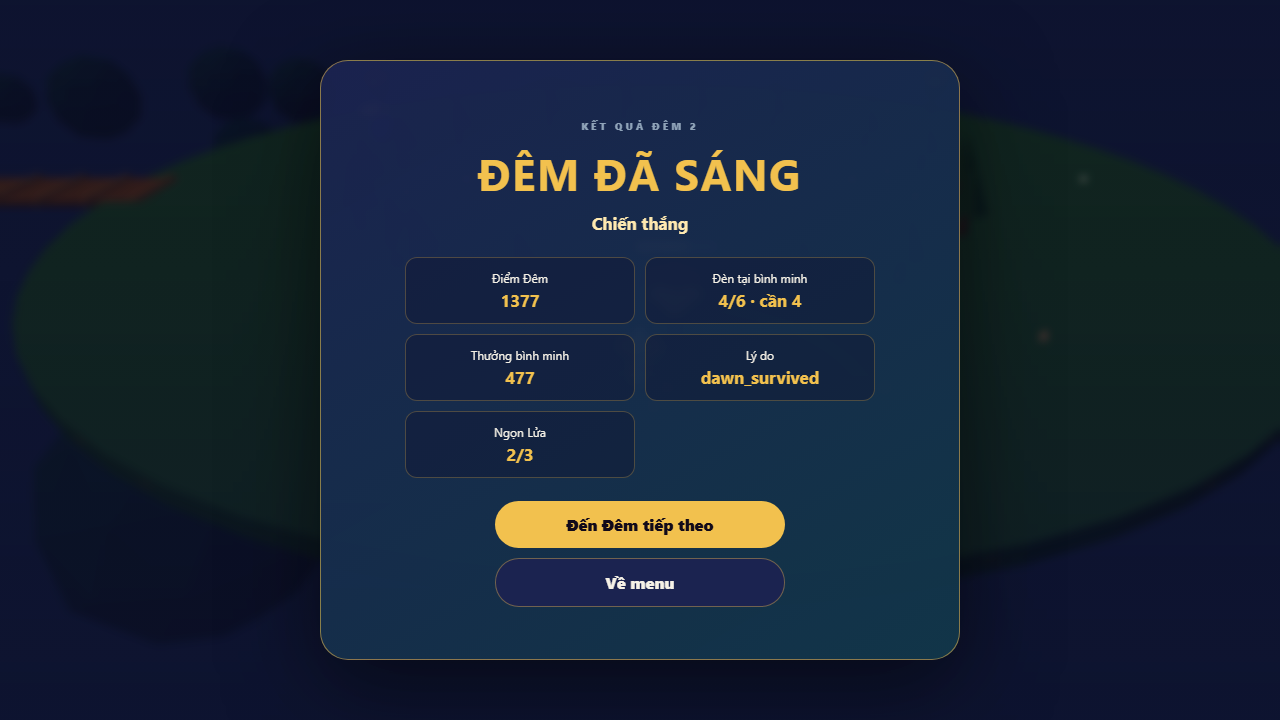 KẾT QUẢ ĐÊM 2
ĐÊM ĐÃ SÁNG
Chiến thắng
Điểm Đêm
1377
Đèn tại bình minh
4/6 · cần 4
Thưởng bình minh
477
Lý do
dawn_survived
Ngọn Lửa
2/3
Đến Đêm tiếp theo
Về menu